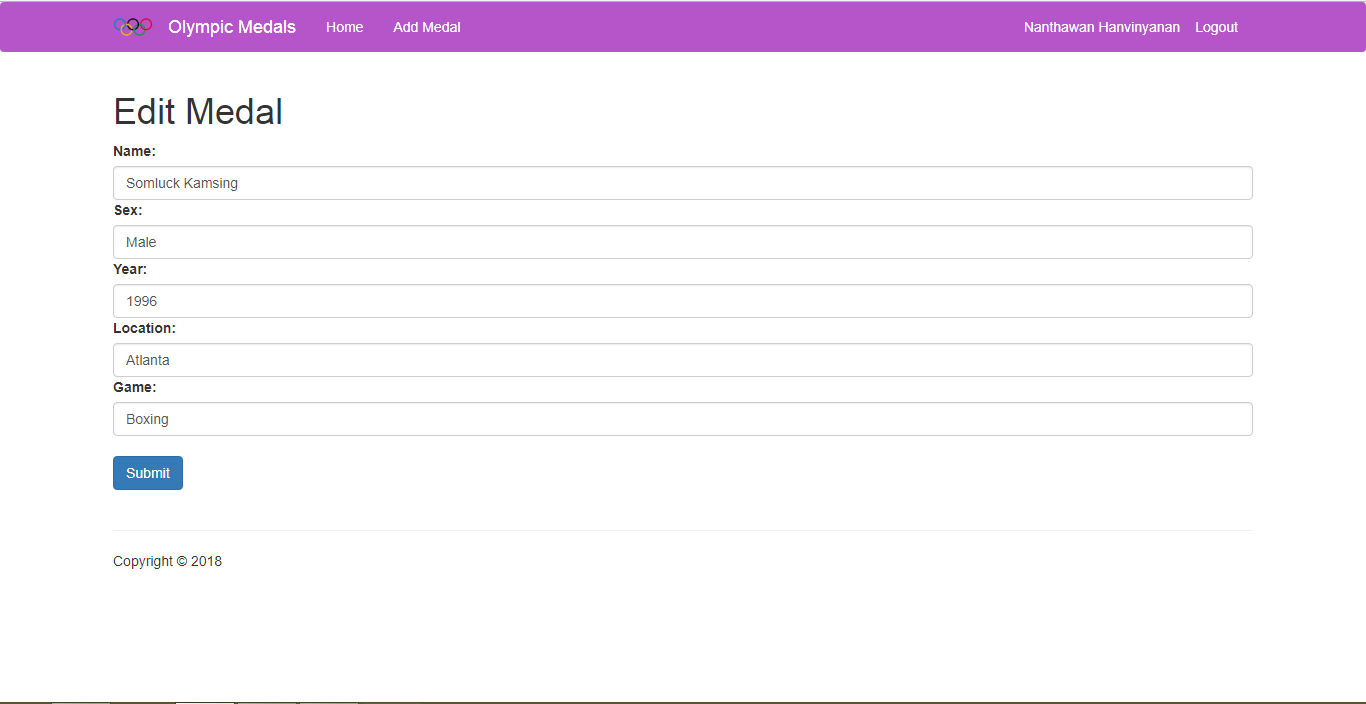 Olympic Medals Home Add Medal Nanthawan Hanvinyanan Logout
Edit Medal
Name:
Somluck Kamsing
Sex:
Male
Year:
1996
Location:
Atlanta
Game:
Boxing
Submit
Copyright © 2018